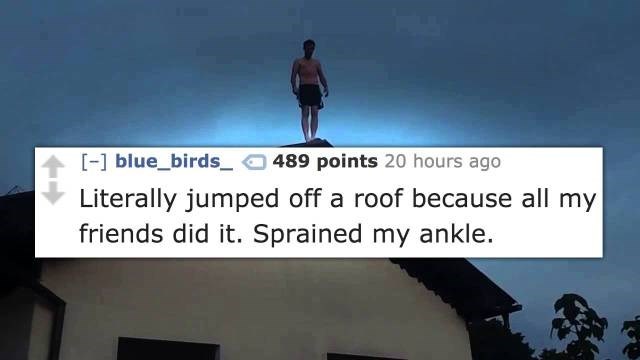 [–] blue_birds_ 489 points 20 hours ago
Literally jumped off a roof because all my
friends did it. Sprained my ankle.